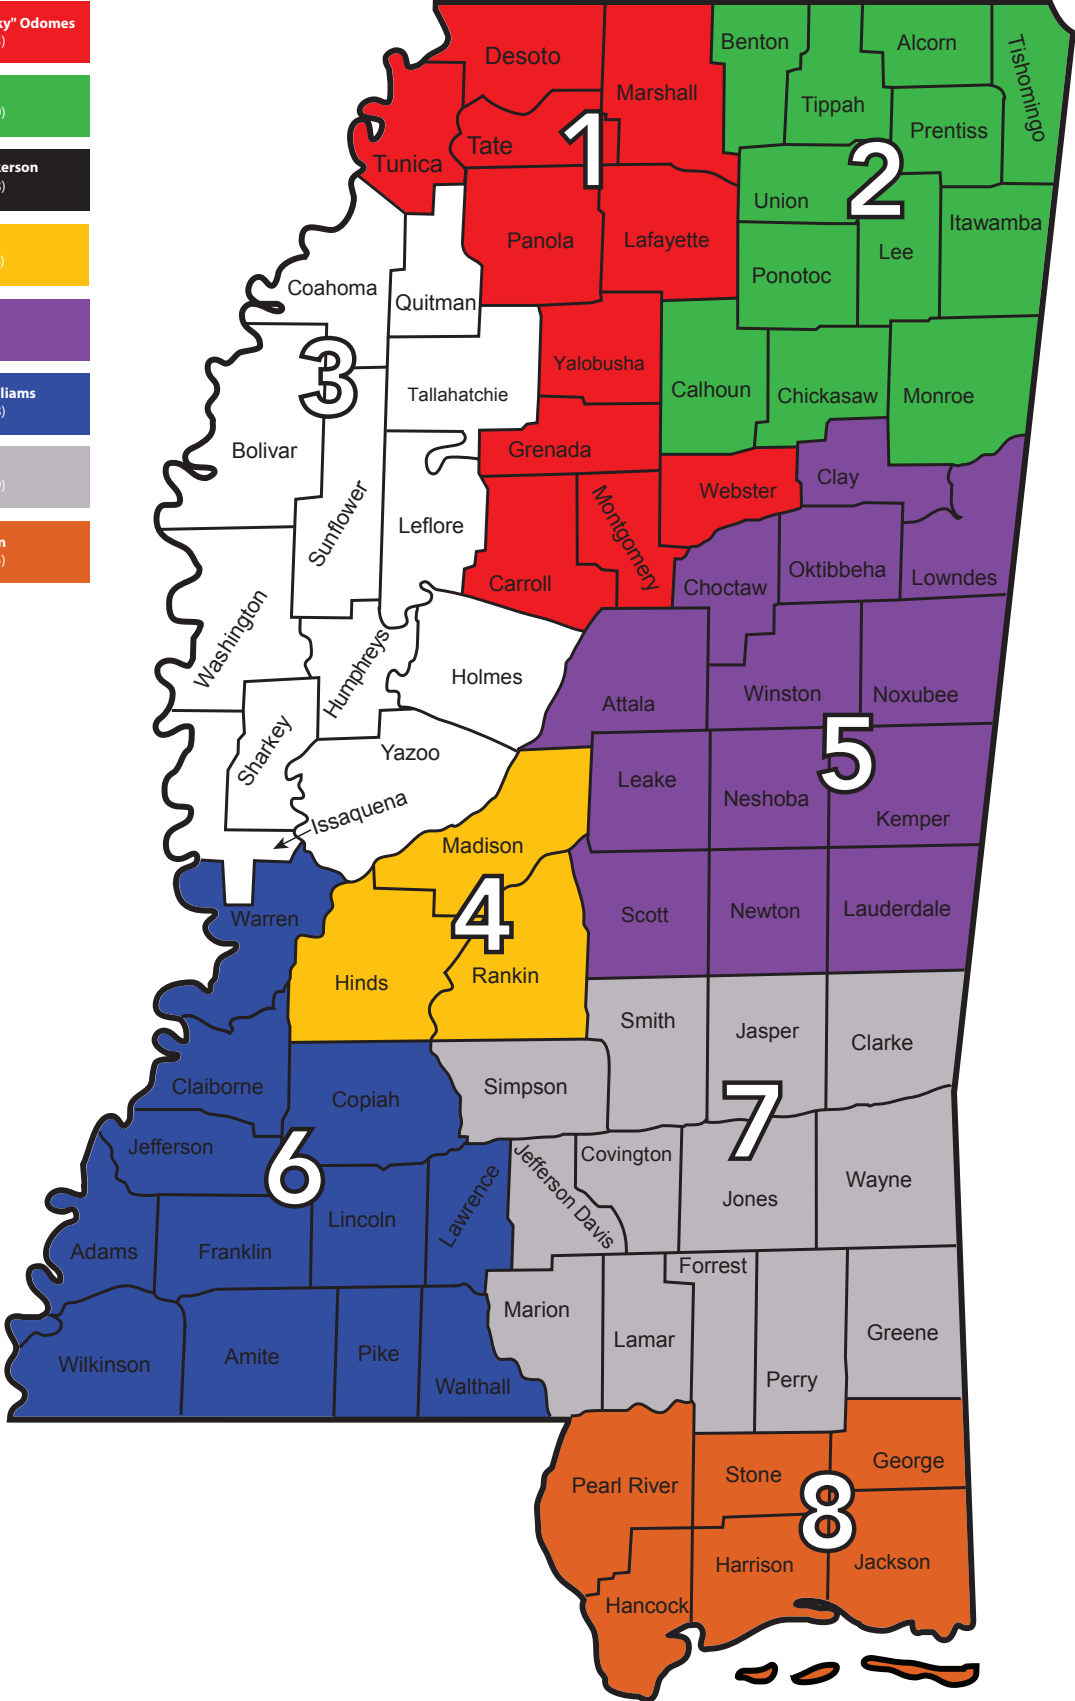 Odomes
Benton
Alcorn
Tishomingo
Desoto
Marshall
Tippah
Prentiss
Tate
1
Tunica
2
Union
Itawamba
Panola
Lafayette
Lee
Ponotoc
Coahoma
Quitman
3
Yalobusha
Tallahatchie
Calhoun
Chickasaw
Monroe
Bolivar
Grenada
Clay
Webster
Sunflower
Leflore
Montgomery
Carroll
Choctaw
Oktibbeha
Lowndes
Washington
Humphreys
Holmes
Attala
Winston
Noxubee
Sharkey
Yazoo
5
Leake
Neshoba
Kemper
Issaquena
Madison
4
Warren
Scott
Newton
Lauderdale
Hinds
Rankin
Smith
Jasper
Clarke
Claiborne
Copiah
Simpson
7
Jefferson
6
Jefferson Davis
Covington
Jones
Wayne
Lincoln
Lawrence
Adams
Franklin
Forrest
Marion
Lamar
Greene
Wilkinson
Amite
Pike
Perry
Walthall
Pearl River
Stone
George
8
Harrison
Jackson
Hancock